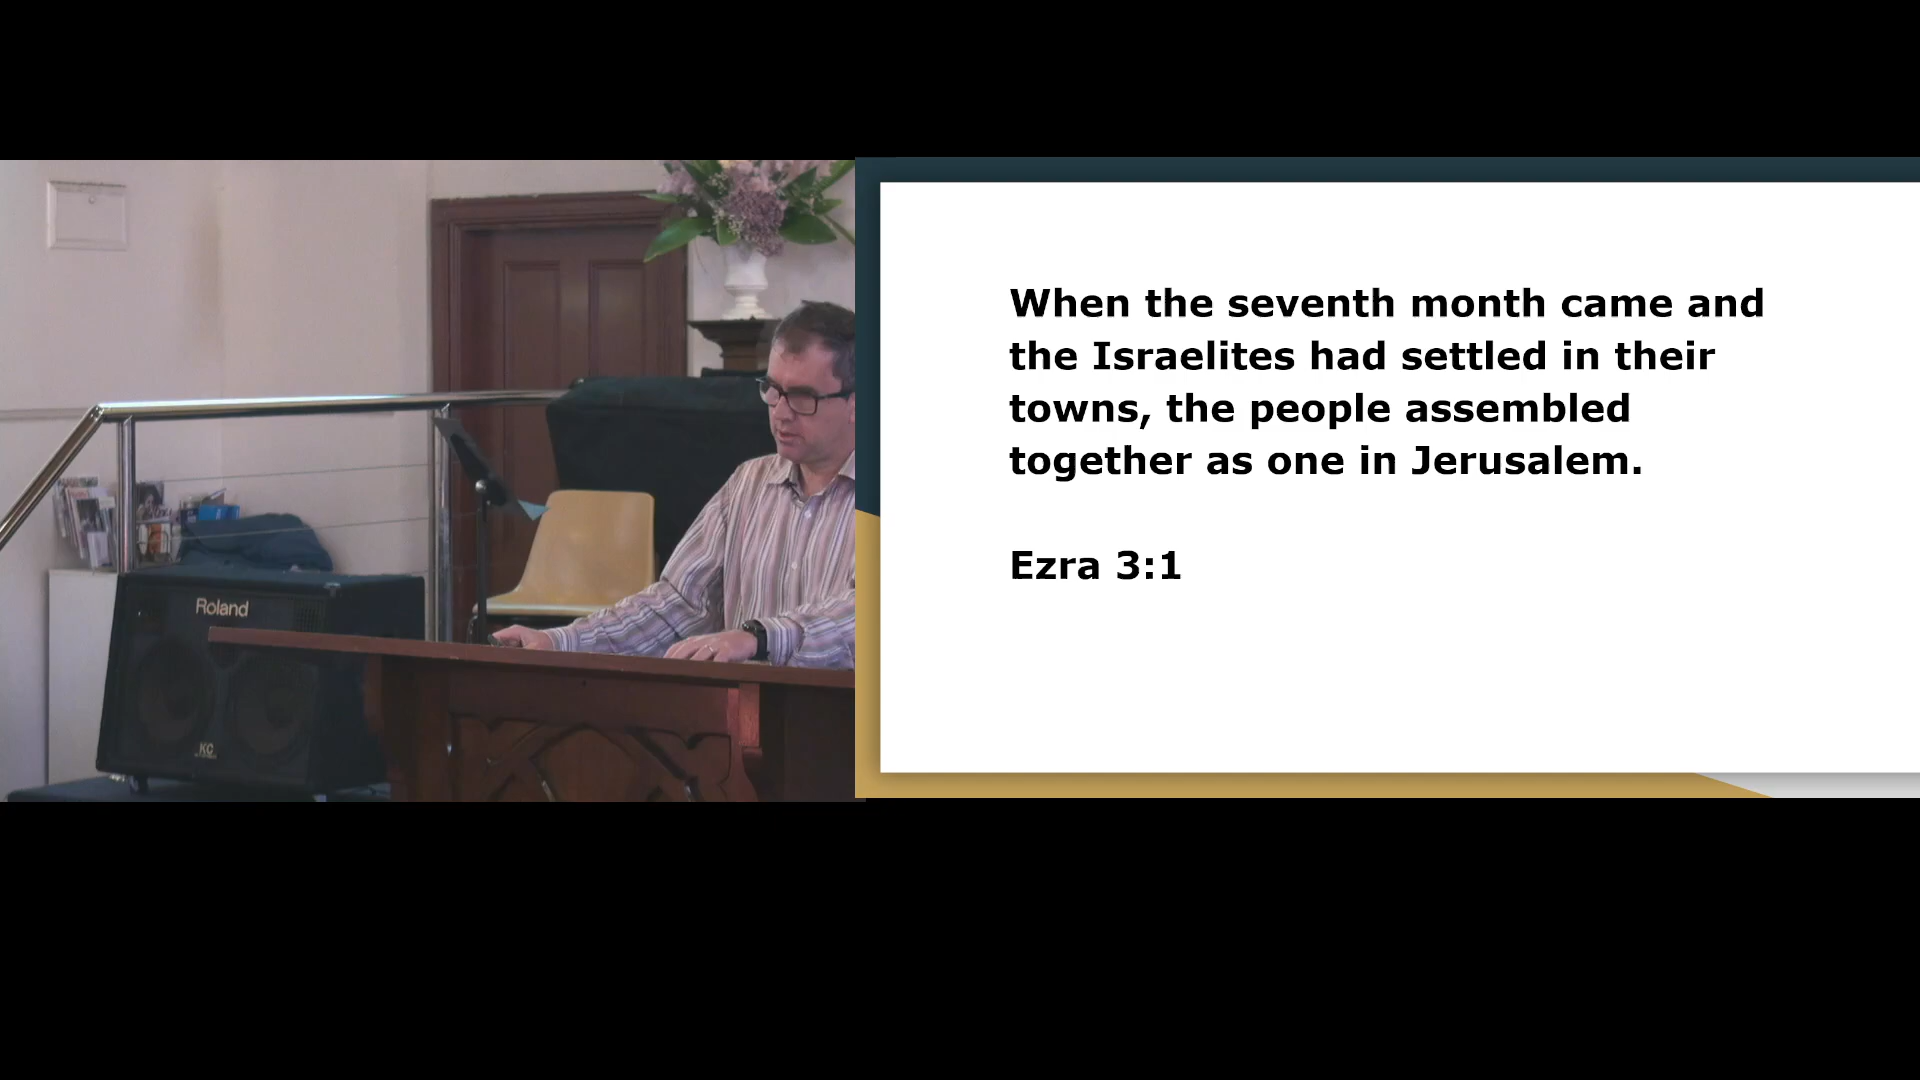 Roland
KC
When the seventh month came and
the Israelites had settled in their
towns, the people assembled
together as one in Jerusalem.
Ezra 3:1